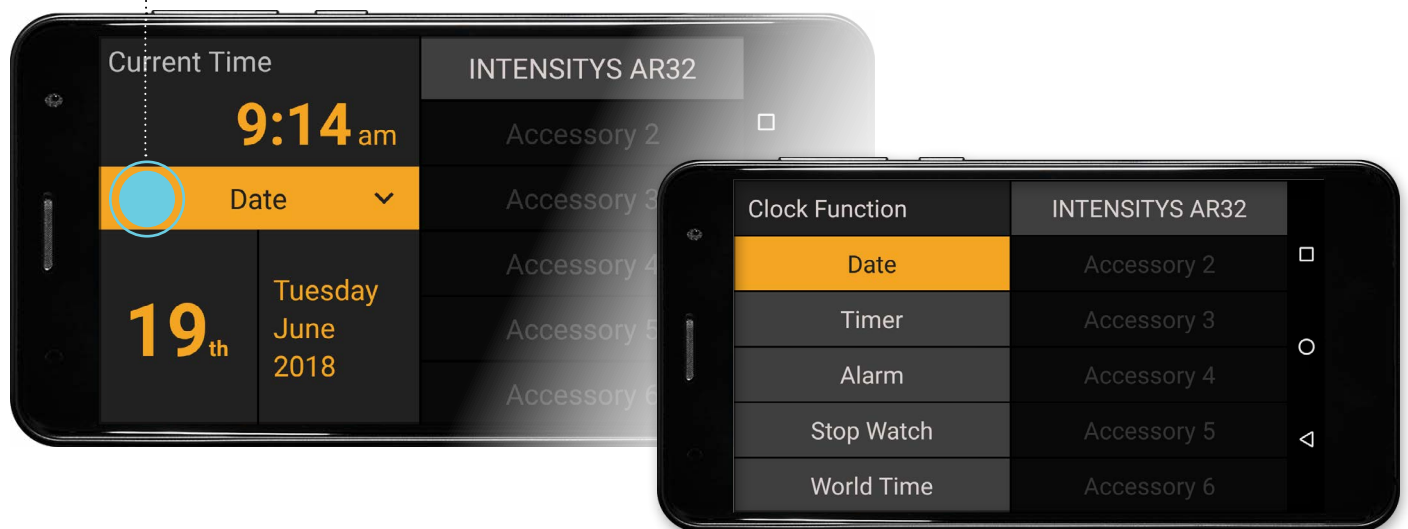 Current Time
INTENSITYS AR32
9:14 am
Accessory 2
Date
Accessory 3
Accessory 4
19th
Tuesday
June
2018
Accessory 5
Accessory 6
Clock Function
INTENSITYS AR32
Date
Accessory 2
Timer
Accessory 3
Alarm
Accessory 4
Stop Watch
Accessory 5
World Time
Accessory 6